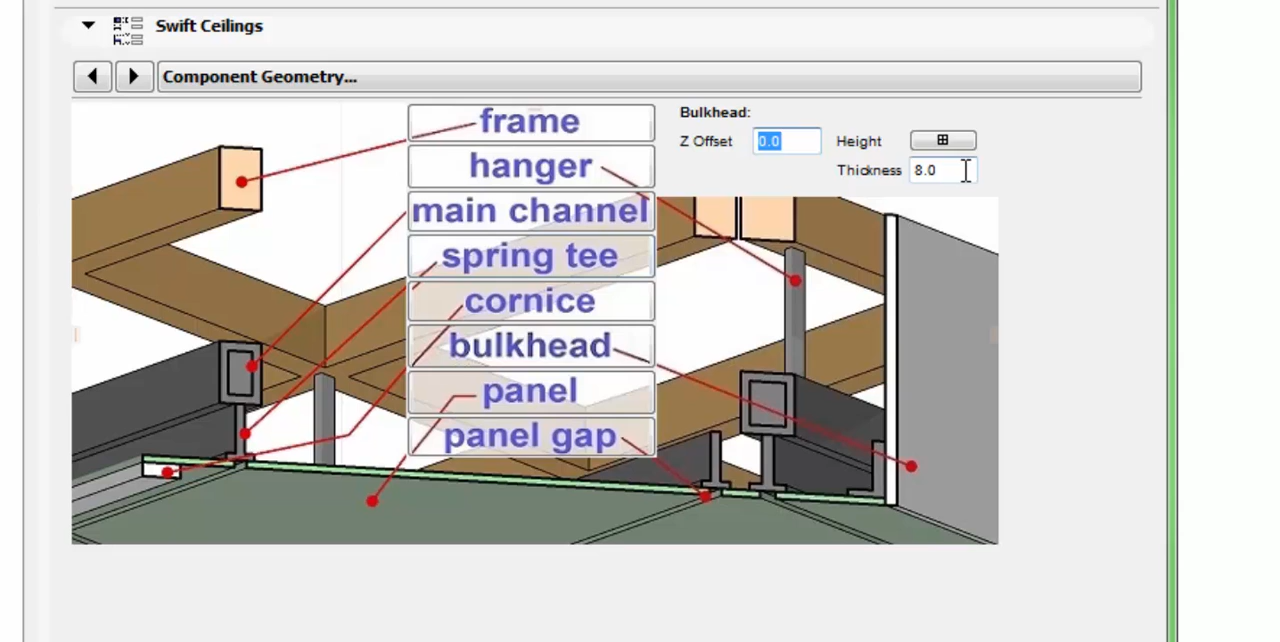 Swift Ceilings
Component Geometry...
frame
hanger
main channel
spring tee
cornice
bulkhead
panel
panel gap
Bulkhead:
Z Offset 0.0 Height
Thickness 8.0